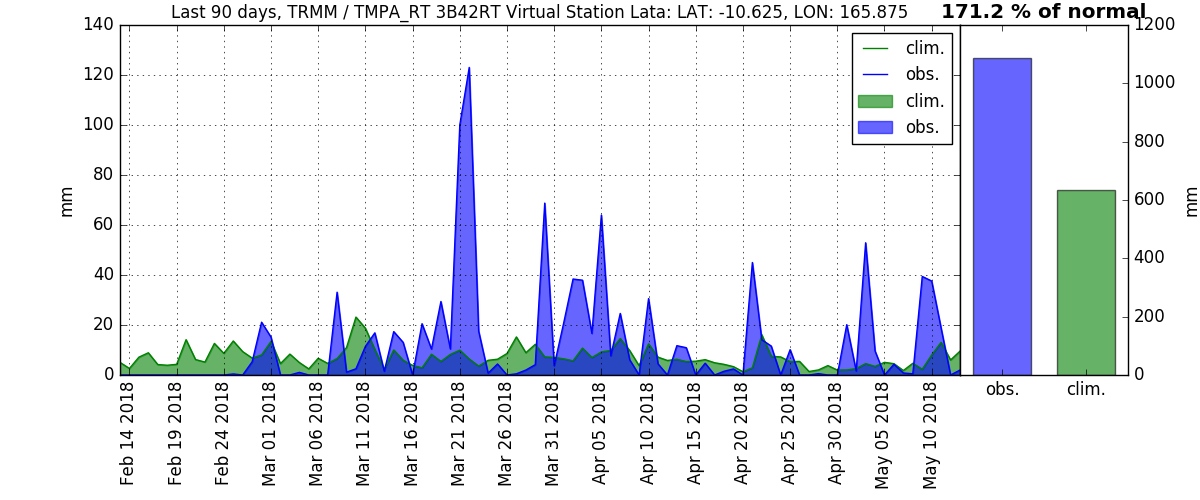 Last 90 days, TRMM / TMPA_RT 3B42RT Virtual Station Lata: LAT: -10.625, LON: 165.875
171.2 % of normal
140
120
100
80
60
40
20
0
mm
clim.
obs.
clim.
obs.
Feb 14 2018
Feb 19 2018
Feb 24 2018
Mar 01 2018
Mar 06 2018
Mar 11 2018
Mar 16 2018
Mar 21 2018
Mar 26 2018
Mar 31 2018
Apr 05 2018
Apr 10 2018
Apr 15 2018
Apr 20 2018
Apr 25 2018
Apr 30 2018
May 05 2018
May 10 2018
1200
1000
800
600
400
200
0
mm
obs.
clim.